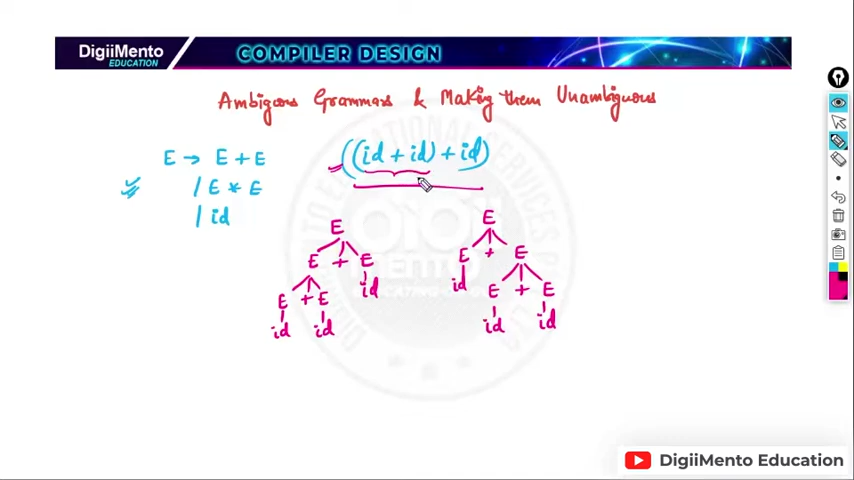 DigiiMento
EDUCATION
COMPILER DESIGN
Ambigous Grammars & Making them Unambiguous
E → E + E
/ E * E
/ id
((id + id) + id)
E
E + E
E + E id
id id
E
E + E
id E + E
id id
DigiiMento Education